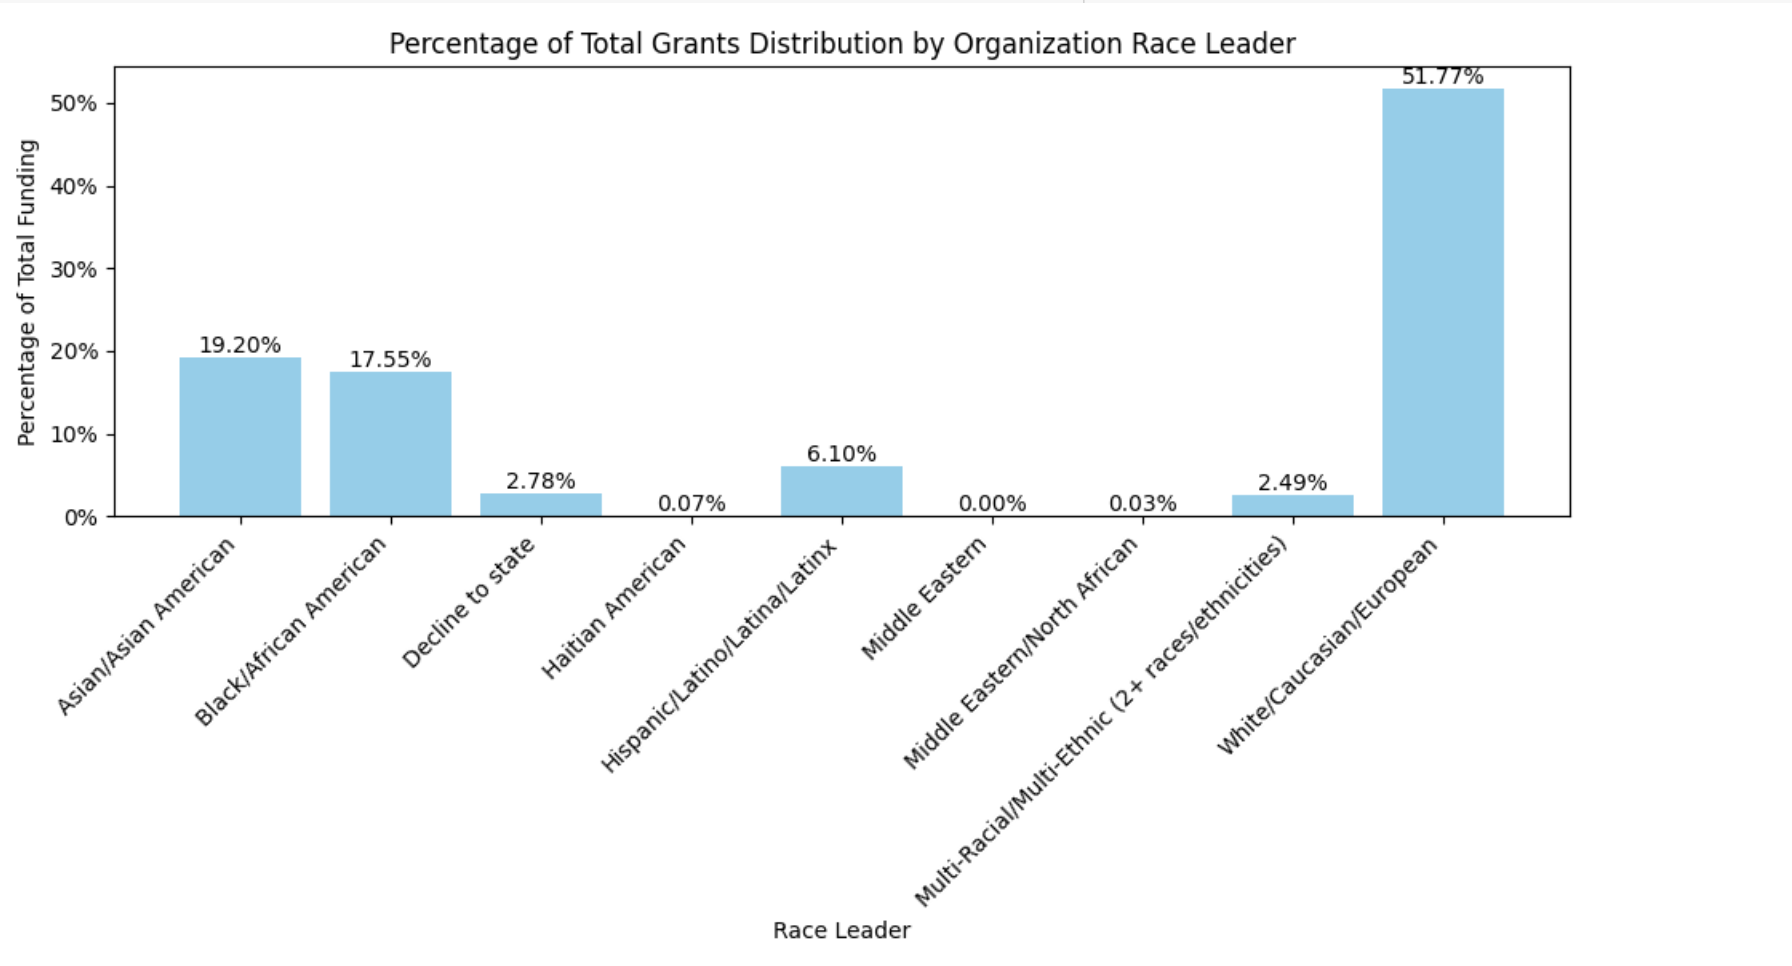 Percentage of Total Grants Distribution by Organization Race Leader
Percentage of Total Funding
50%
40%
30%
20%
10%
0%
19.20%
17.55%
2.78%
0.07%
6.10%
0.00%
0.03%
2.49%
51.77%
Asian/Asian American
Black/African American
Decline to state
Haitian American
Hispanic/Latino/Latina/Latinx
Middle Eastern
Middle Eastern/North African
Multi-Racial/Multi-Ethnic (2+ races/ethnicities)
White/Caucasian/European
Race Leader